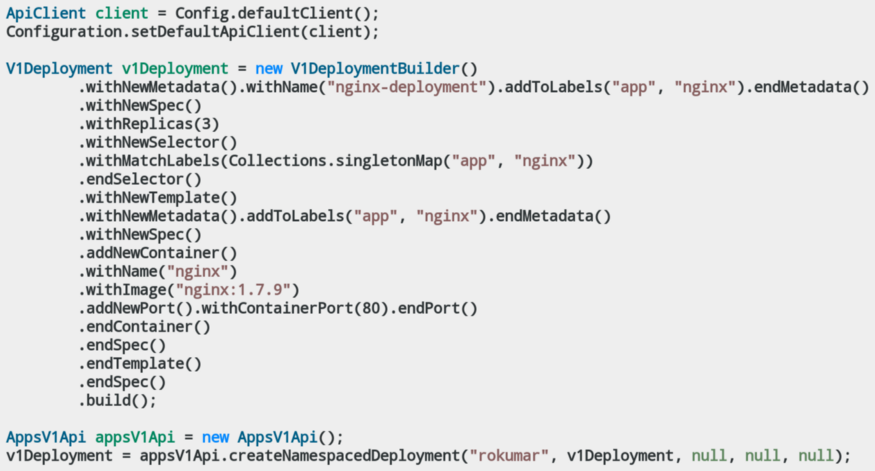 ApiClient client = Config.defaultClient();
Configuration.setDefaultApiClient(client);

V1Deployment v1Deployment = new V1DeploymentBuilder()
        .withNewMetadata().withName("nginx-deployment").addToLabels("app", "nginx").endMetadata()
        .withNewSpec()
        .withReplicas(3)
        .withNewSelector()
        .withMatchLabels(Collections.singletonMap("app", "nginx"))
        .endSelector()
        .withNewTemplate()
        .withNewMetadata().addToLabels("app", "nginx").endMetadata()
        .withNewSpec()
        .addNewContainer()
        .withName("nginx")
        .withImage("nginx:1.7.9")
        .addNewPort().withContainerPort(80).endPort()
        .endContainer()
        .endSpec()
        .endTemplate()
        .endSpec()
        .build();

AppsV1Api appsV1Api = new AppsV1Api();
v1Deployment = appsV1Api.createNamespacedDeployment("rokumar", v1Deployment, null, null, null);